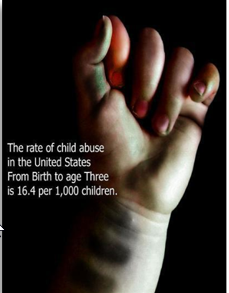 The rate of child abuse
in the United States
From Birth to age Three
is 16.4 per 1,000 children.